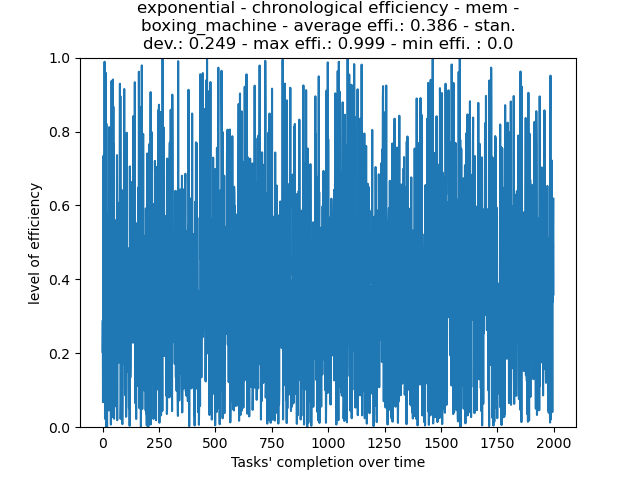 exponential - chronological efficiency - mem -
boxing_machine - average effi.: 0.386 - stan.
dev.: 0.249 - max effi.: 0.999 - min effi. : 0.0
1.0
0.8
0.6
0.4
0.2
0.0
level of efficiency
0 250 500 750 1000 1250 1500 1750 2000
Tasks' completion over time